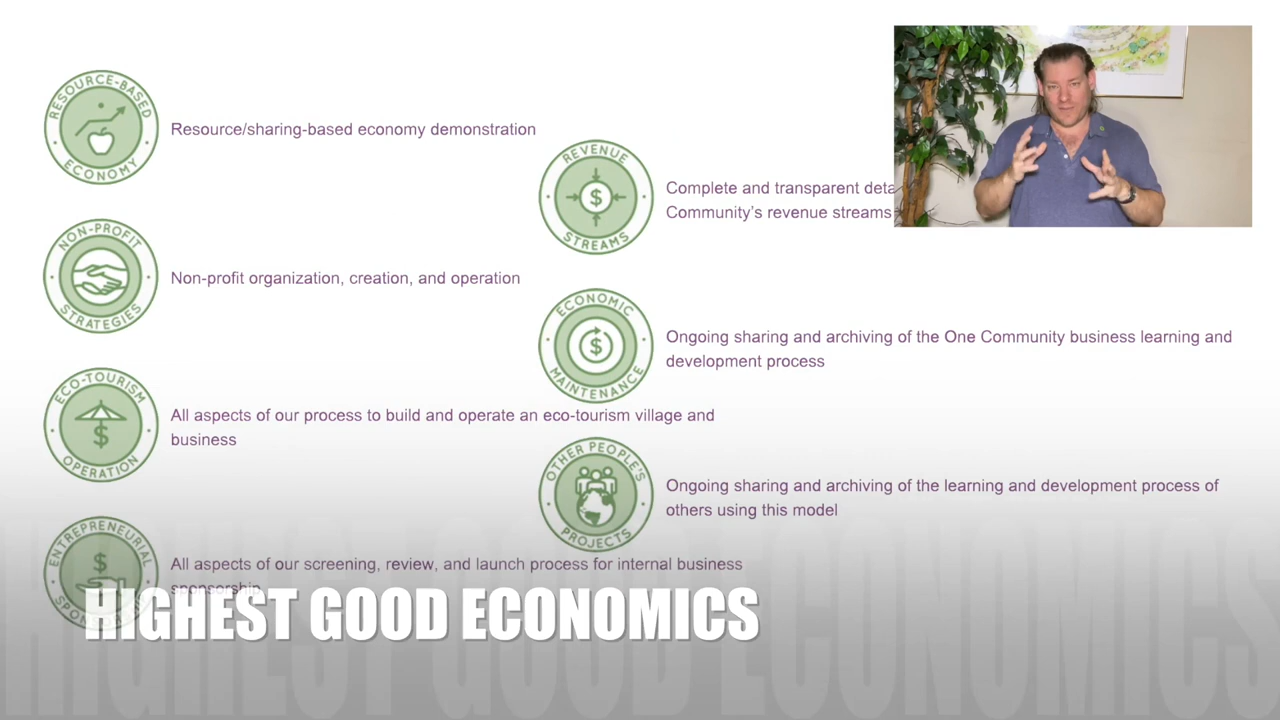 RESOURCE-BASED
ECONOMY
Resource/sharing-based economy demonstration
NON-PROFIT
STRATEGIES
Non-profit organization, creation, and operation
ECO-TOURISM
OPERATION
All aspects of our process to build and operate an eco-tourism village and
business
ENTREPRENEURIAL
All aspects of our screening, review, and launch process for internal business
sponsorship
REVENUE
STREAMS
Complete and transparent
Community's revenue streams
ECONOMIC
MAINTENANCE
Ongoing sharing and archiving of the One Community business learning and
development process
OTHER PEOPLE'S
PROJECTS
Ongoing sharing and archiving of the learning and development process of
others using this model
HIGHEST GOOD ECONOMICS
HIGHEST GOOD ECONOMICS